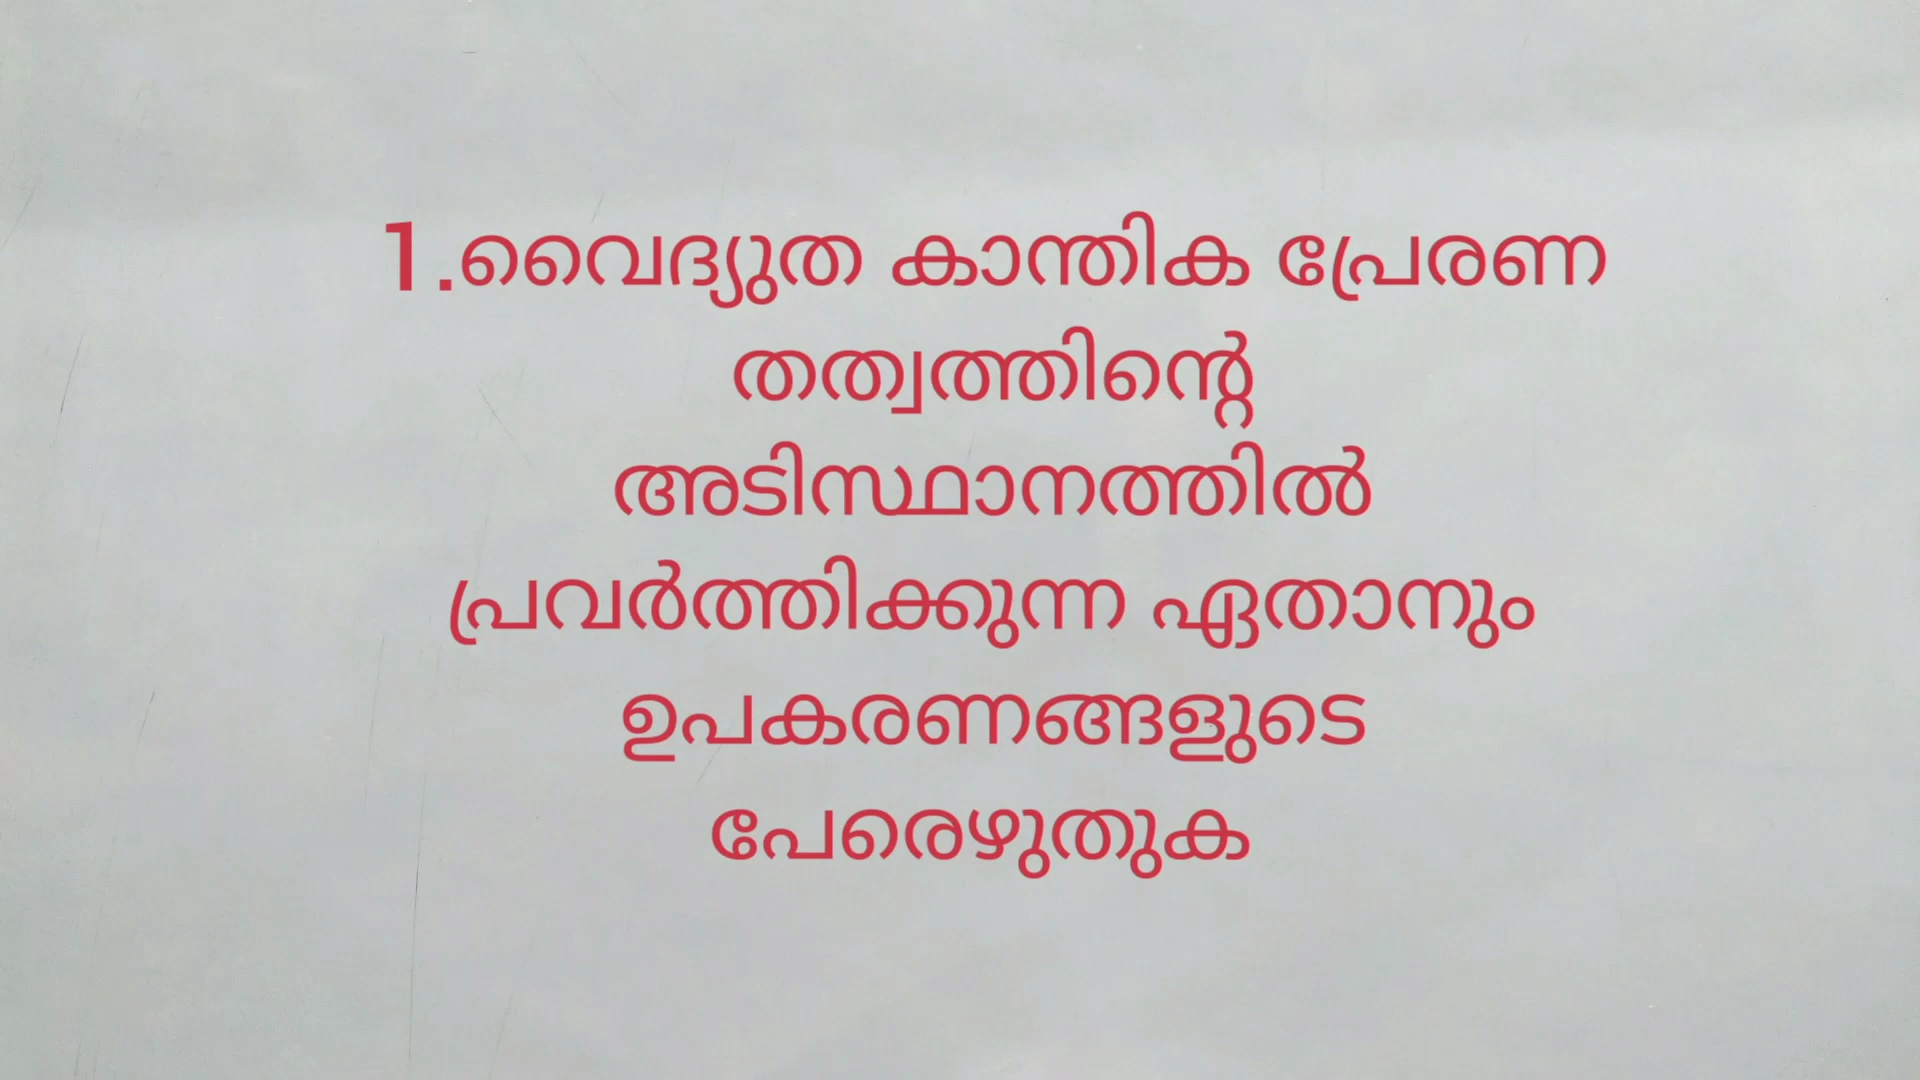 1.വൈദ്യുത കാന്തിക പ്രേരണ
തത്വത്തിന്റെ
അടിസ്ഥാനത്തിൽ
പ്രവർത്തിക്കുന്ന ഏതാനും
ഉപകരണങ്ങളുടെ
പേരെഴുതുക